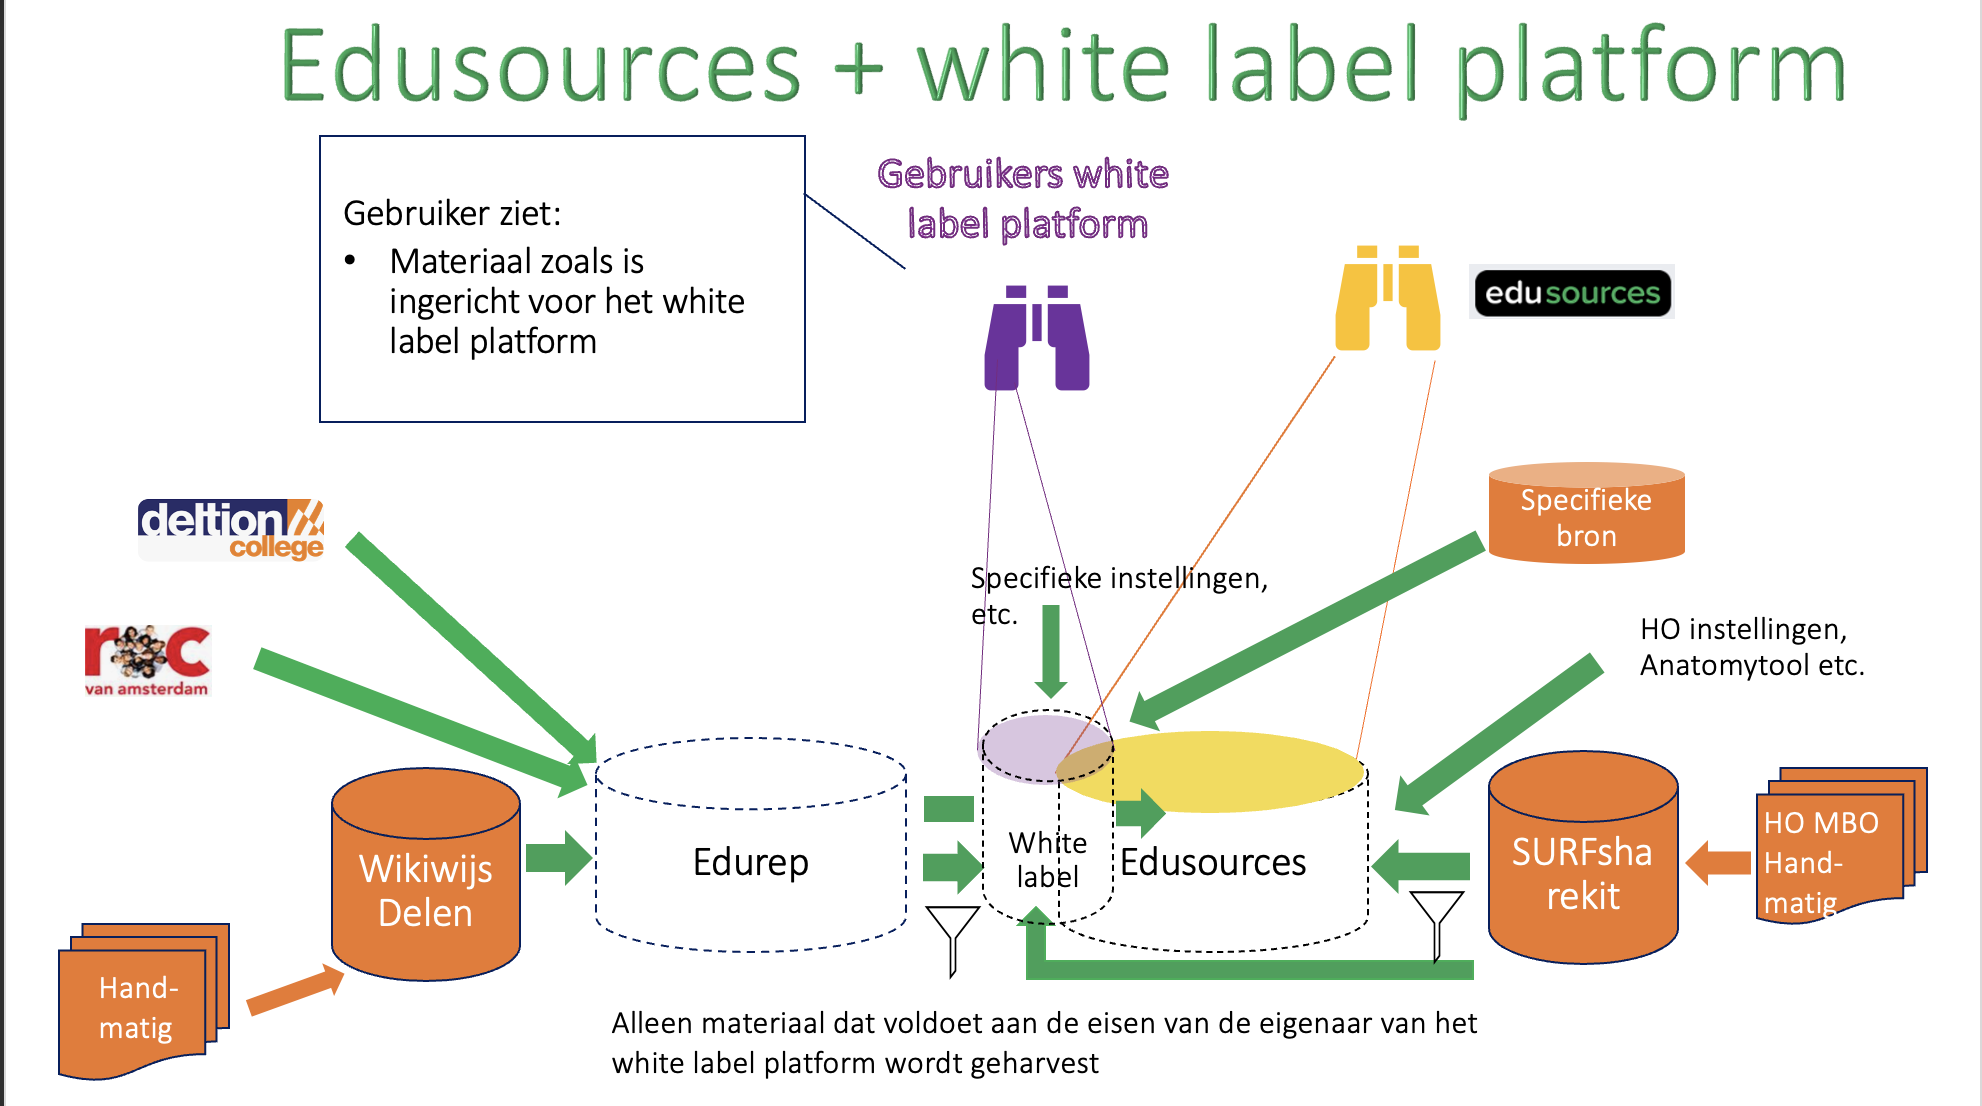 Edusources + white label platform
Gebruiker ziet:
• Materiaal zoals is
ingericht voor het white
label platform
Gebruikers white
label platform
edusources
deltion
college
roc
van amsterdam
Specifieke
bron
Specifieke instellingen,
etc.
HO instellingen,
Anatomytool etc.
Wikiwijs
Delen
Edurep
White
label
Edusources
SURFsha
rekit
HO MBO
Hand-
matig
Hand-
matig
Alleen materiaal dat voldoet aan de eisen van de eigenaar van het
white label platform wordt geharvest